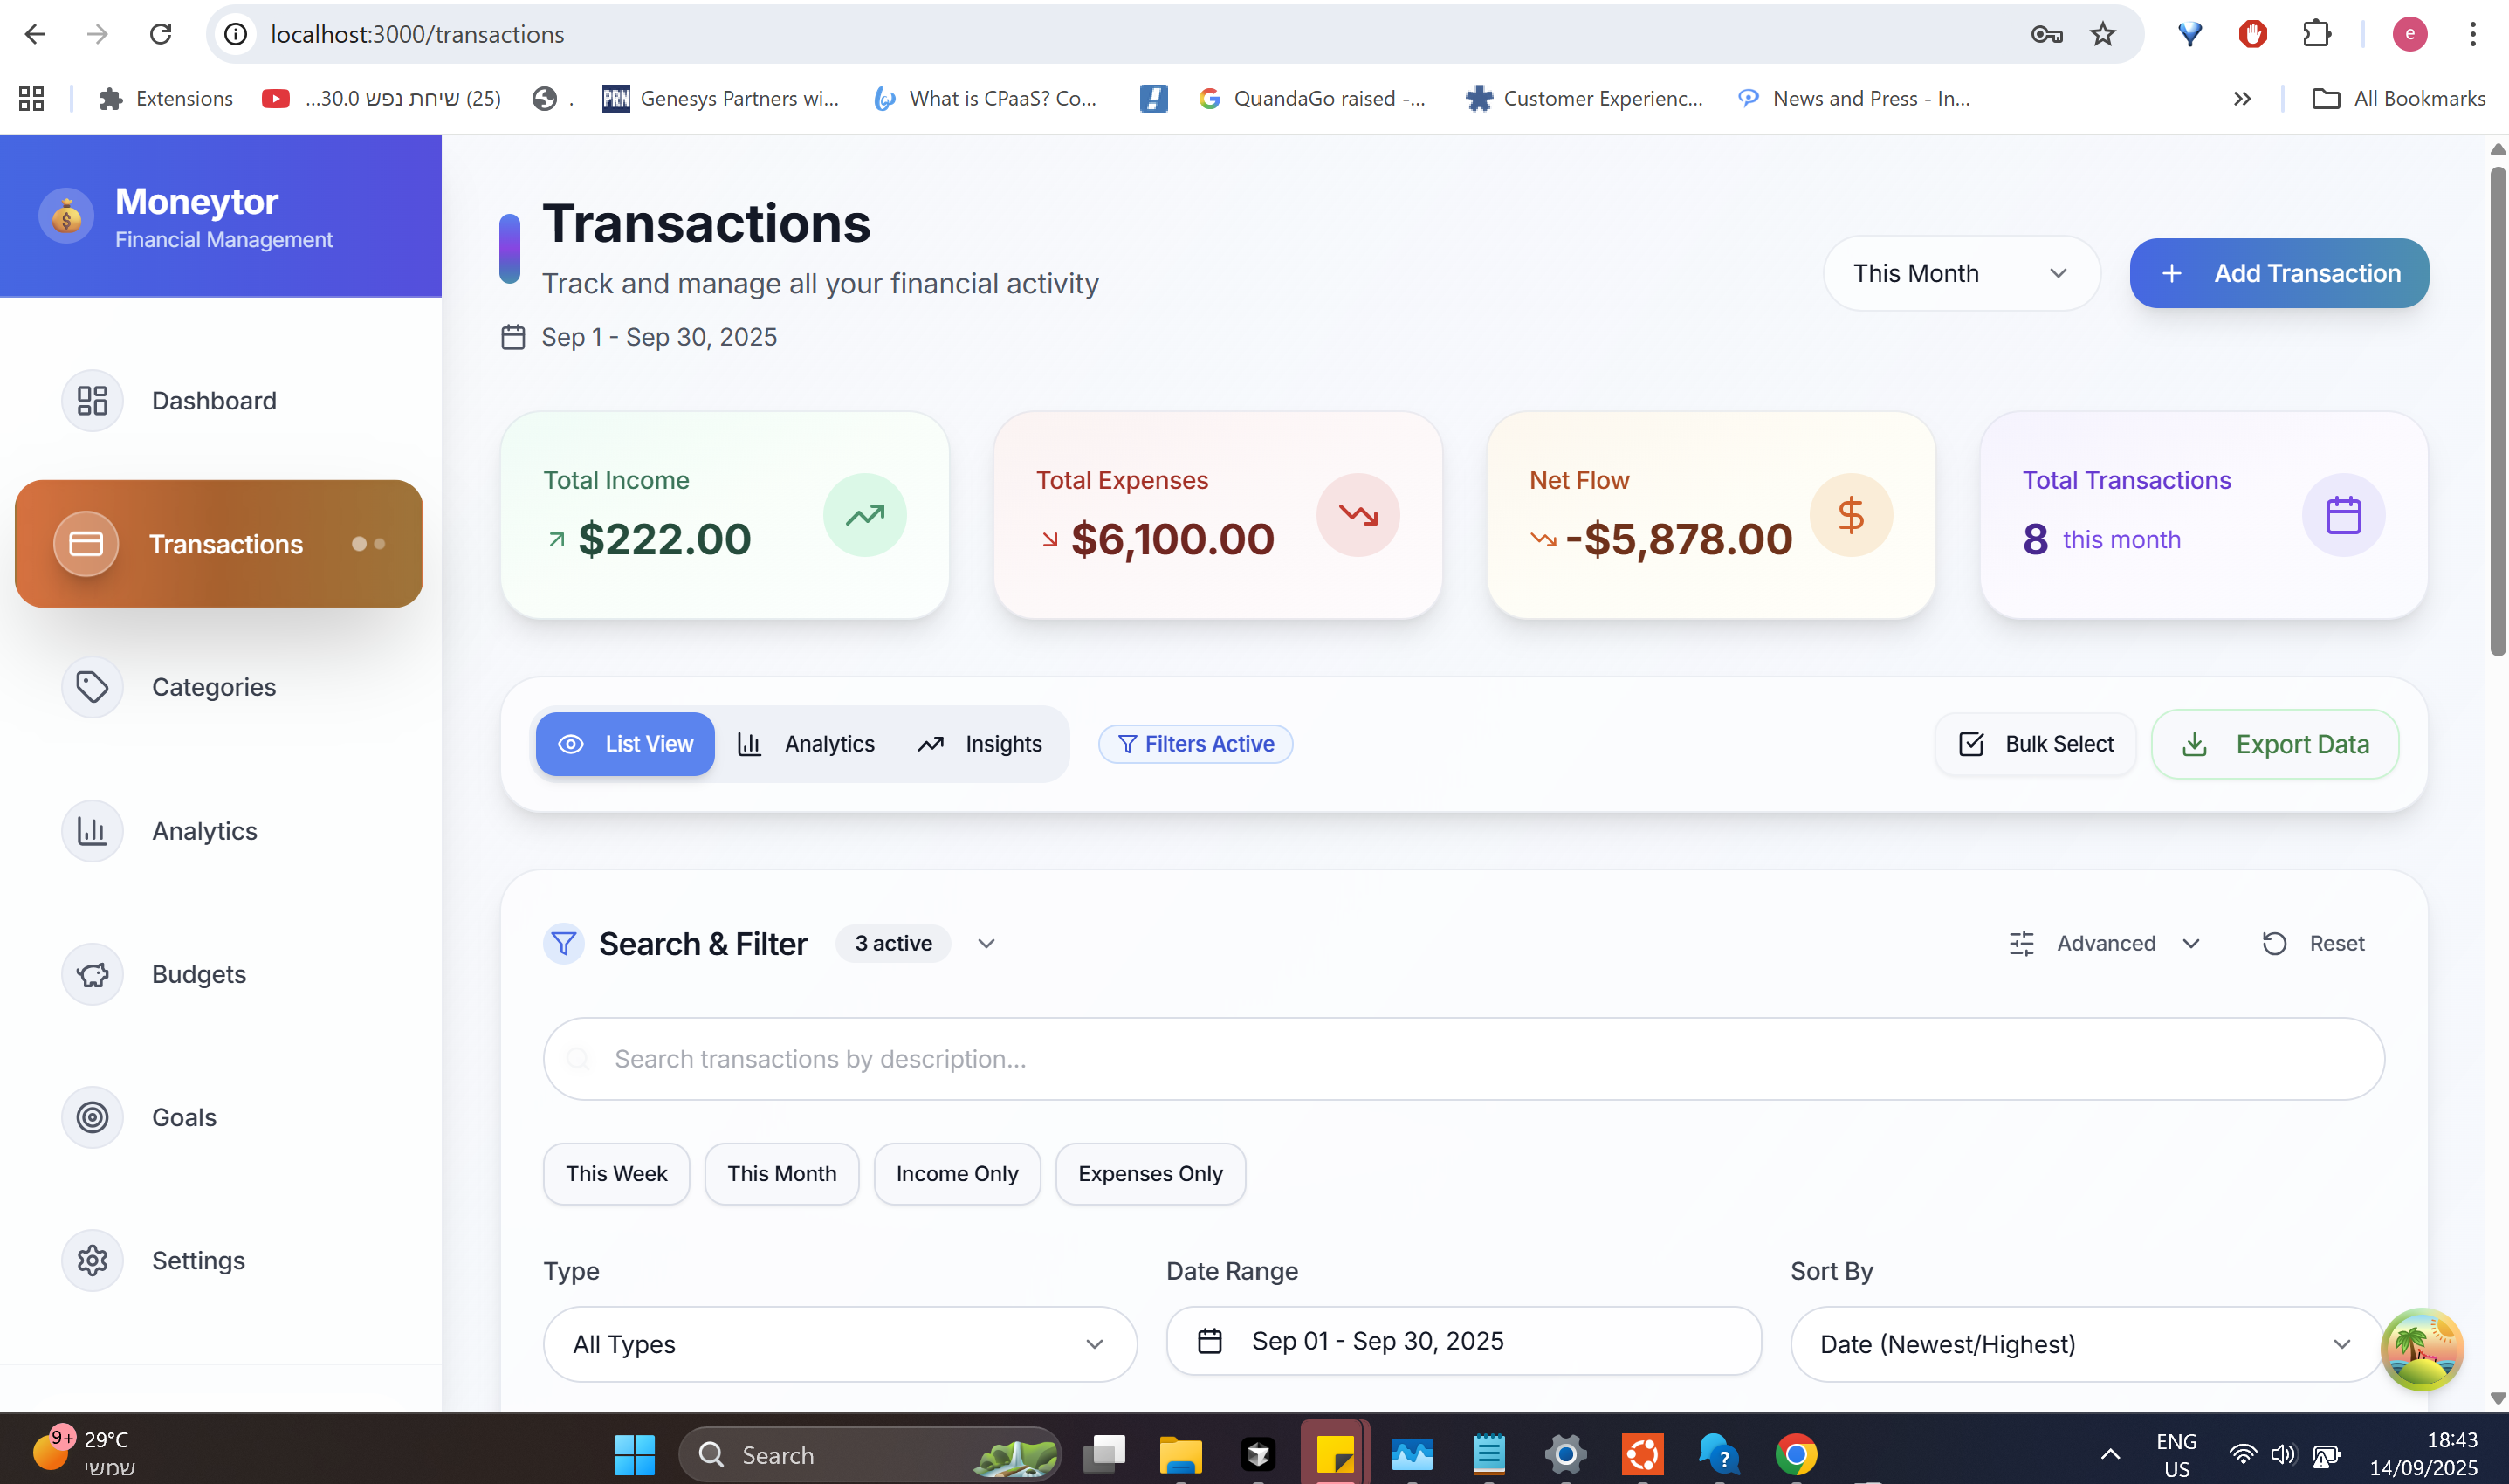 localhost:3000/transactions
e
Extensions
(25) שיחת נפש 30.0...
.
PRN Genesys Partners wi...
What is CPaaS? Co...
QuandaGo raised -...
Customer Experienc...
News and Press - In...
All Bookmarks
Moneytor
Financial Management
Dashboard
Transactions
Categories
Analytics
Budgets
Goals
Settings
Transactions
Track and manage all your financial activity
Sep 1 - Sep 30, 2025
This Month
Add Transaction
Total Income
$222.00
Total Expenses
$6,100.00
Net Flow
-$5,878.00
Total Transactions
8 this month
List View
Analytics
Insights
Filters Active
Bulk Select
Export Data
Search & Filter
3 active
Advanced
Reset
Search transactions by description...
This Week
This Month
Income Only
Expenses Only
Type
Date Range
Sort By
All Types
Sep 01 - Sep 30, 2025
Date (Newest/Highest)
9+
29°C
שמשי
Search
ENG
US
18:43
14/09/2025